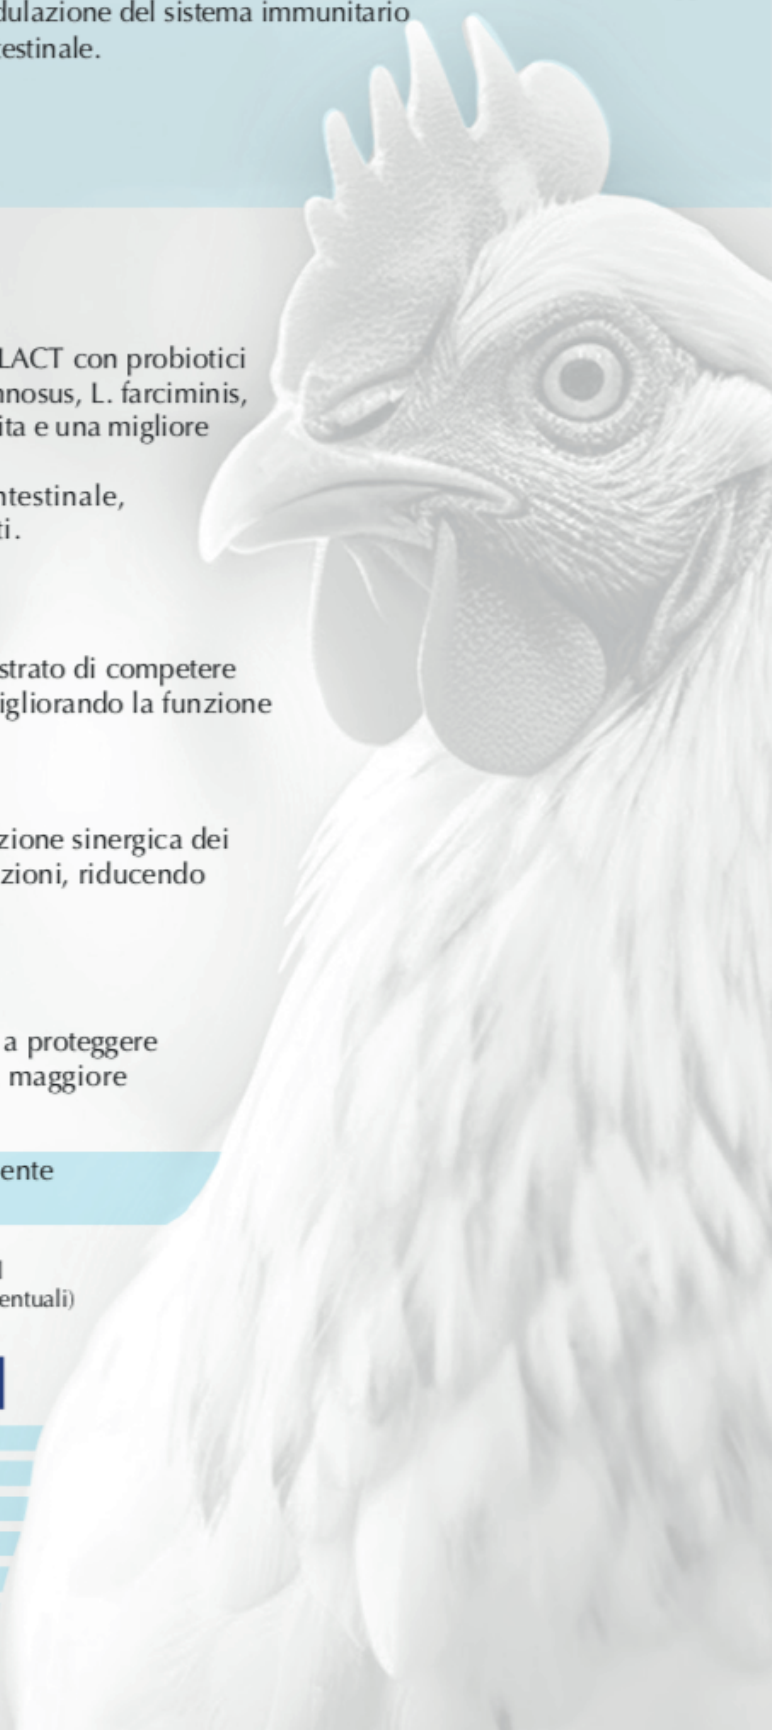 dulazione del sistema immunitario
testinale.
LACT con probiotici
nnosus, L. farciminis,
ita e una migliore
ntestinale,
ti.
strato di competere
igliorando la funzione
zione sinergica dei
zioni, riducendo
a proteggere
maggiore
ente
entuali)